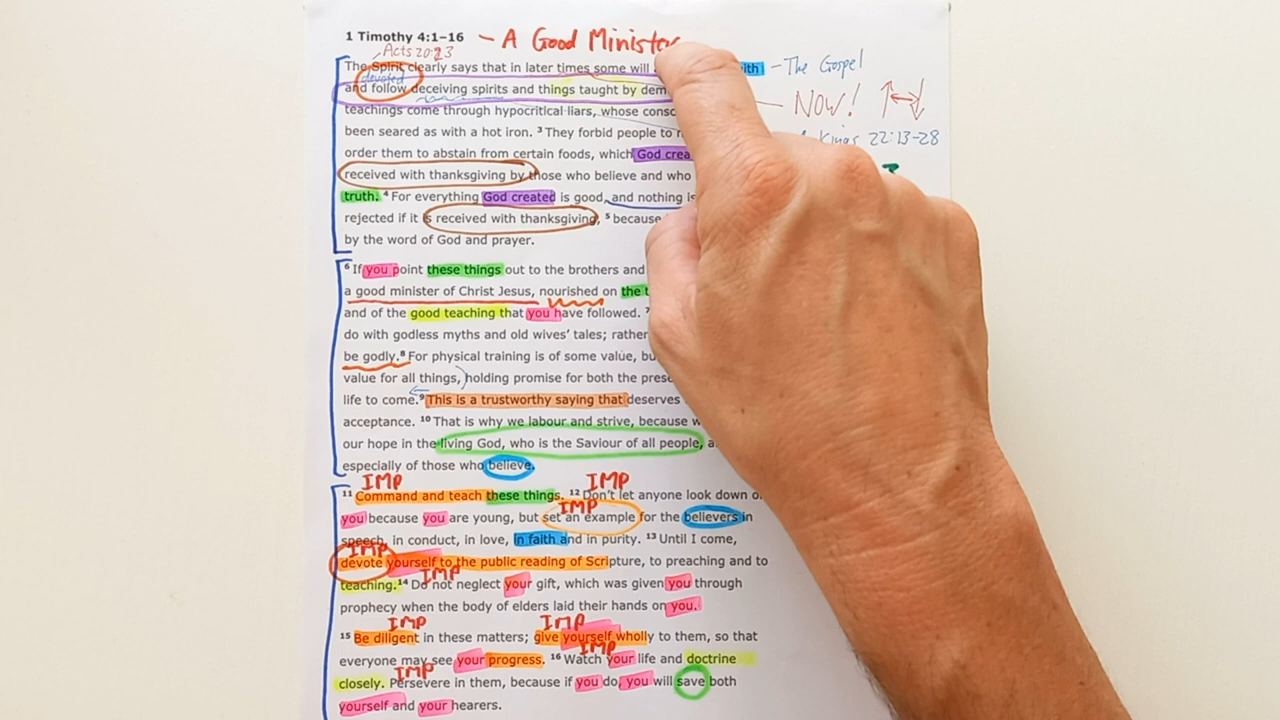 1 Timothy 4:1–16 - A Good Minister
Acts 20:23
The Spirit clearly says that in later times some will ith - The Gospel
devoted
and follow deceiving spirits and things taught by dem NOW!
teachings come through hypocritical liars, whose consc
been seared as with a hot iron. 3 They forbid people to Kings 22:13-28
order them to abstain from certain foods, which God crea
received with thanksgiving by those who believe and who
truth. 4 For everything God created is good, and nothing is
rejected if it is received with thanksgiving, 5 because
by the word of God and prayer.
6 If you point these things out to the brothers and
a good minister of Christ Jesus, nourished on the t
and of the good teaching that you have followed. 7
do with godless myths and old wives' tales; rather
be godly. 8 For physical training is of some value, bu
value for all things, holding promise for both the prese
life to come. 9 This is a trustworthy saying that deserves
acceptance. 10 That is why we labour and strive, because w
our hope in the living God, who is the Saviour of all people, a
especially of those who believe.
IMP IMP
11 Command and teach these things. 12 Don't let anyone look down o
IMP
you because you are young, but set an example for the believers in
speech, in conduct, in love, in faith and in purity. 13 Until I come,
IMP
devote yourself to the public reading of Scripture, to preaching and to
IMP
teaching. 14 Do not neglect your gift, which was given you through
prophecy when the body of elders laid their hands on you.
IMP IMP
15 Be diligent in these matters; give yourself wholly to them, so that
IMP
everyone may see your progress. 16 Watch your life and doctrine
IMP
closely. Persevere in them, because if you do, you will save both
yourself and your hearers.